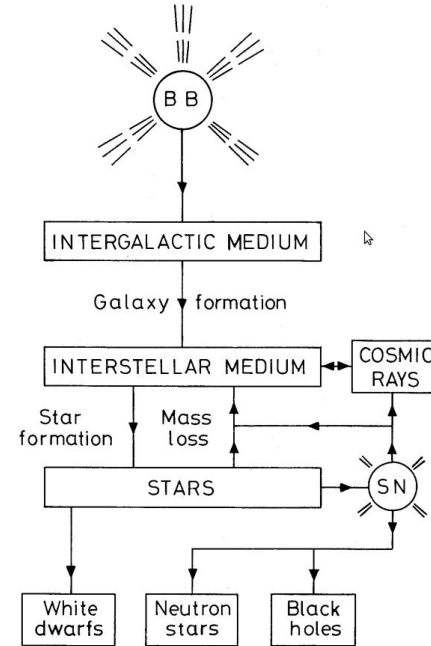 BB
INTERGALACTIC MEDIUM
Galaxy formation
INTERSTELLAR MEDIUM
COSMIC
RAYS
Star
formation
Mass
loss
STARS
SN
White
dwarfs
Neutron
stars
Black
holes